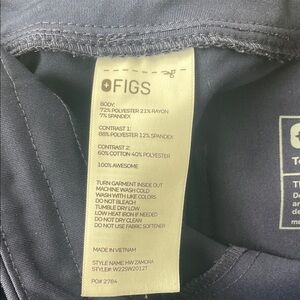 FIGS
BODY:
72% POLYESTER 21% RAYON
7% SPANDEX
CONTRAST 1:
88% POLYESTER 12% SPANDEX
CONTRAST 2:
60% COTTON 40% POLYESTER
100% AWESOME
TURN GARMENT INSIDE OUT
MACHINE WASH COLD
WASH WITH LIKE COLORS
DO NOT BLEACH
TUMBLE DRY LOW
LOW HEAT IRON IF NEEDED
DO NOT DRY CLEAN
DO NOT USE FABRIC SOFTENER
MADE IN VIETNAM
STYLE NAME HW ZAMORA
STYLE# W22SW2012T
PO# 2784